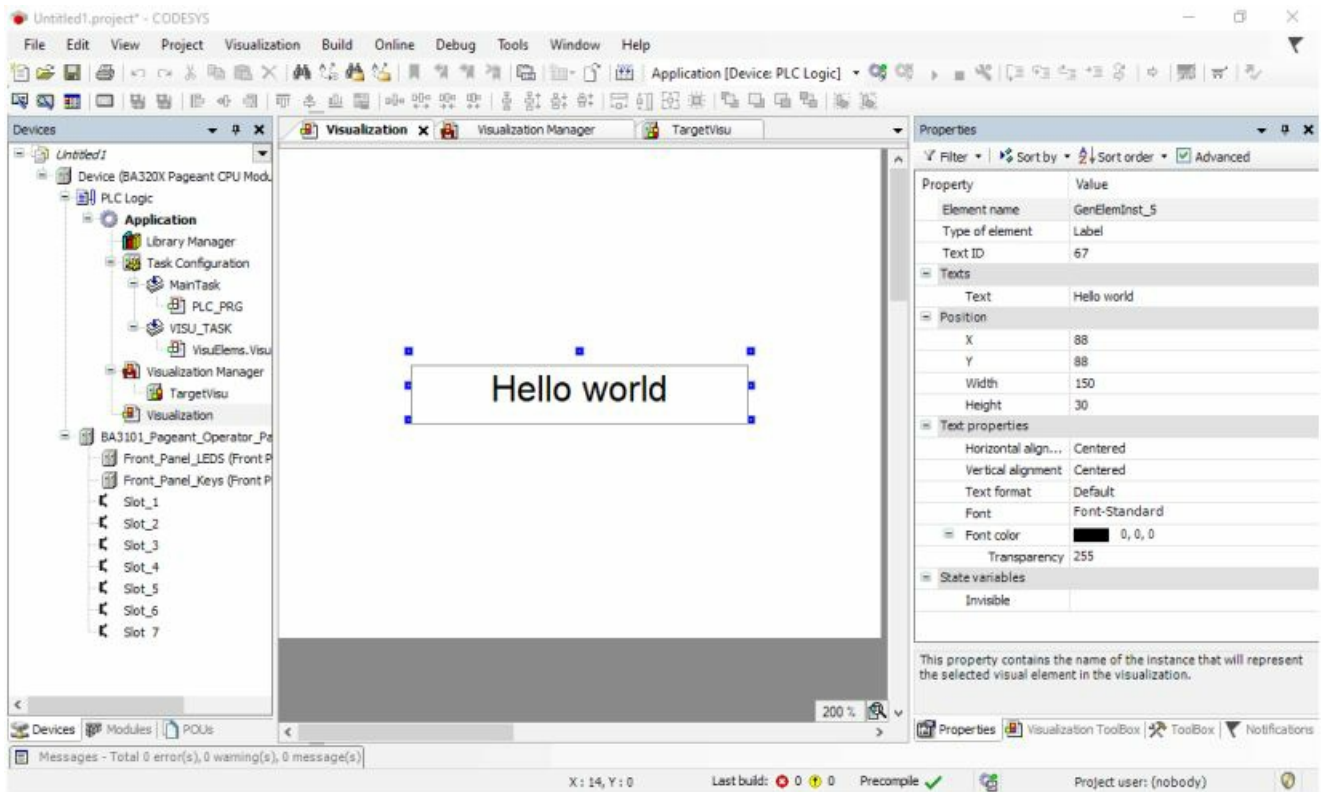 Untitled1.project* - CODESYS
File Edit View Project Visualization Build Online Debug Tools Window Help
Application [Device: PLC Logic]
Devices
Untitled1
Device (BA320X Pageant CPU Modu
PLC Logic
Application
Library Manager
Task Configuration
MainTask
PLC_PRG
VISU_TASK
VisuElems.Visu
Visualization Manager
TargetVisu
Visualization
BA3101_Pageant_Operator_Pa
Front_Panel_LEDS (Front P
Front_Panel_Keys (Front P
Slot_1
Slot_2
Slot_3
Slot_4
Slot_5
Slot_6
Slot 7
Devices Modules POUs
Visualization Visualization Manager TargetVisu
Hello world
200 %
Properties
Filter Sort by Sort order Advanced
Property Value
Element name GenElemInst_5
Type of element Label
Text ID 67
Texts
Text Hello world
Position
X 88
Y 88
Width 150
Height 30
Text properties
Horizontal align... Centered
Vertical alignment Centered
Text format Default
Font Font-Standard
Font color 0, 0, 0
Transparency 255
State variables
Invisible
This property contains the name of the instance that will represent
the selected visual element in the visualization.
Properties Visualization ToolBox ToolBox Notifications
Messages - Total 0 error(s), 0 warning(s), 0 message(s)
X : 14, Y : 0 Last build: 0 0 Precompile Project user: (nobody)